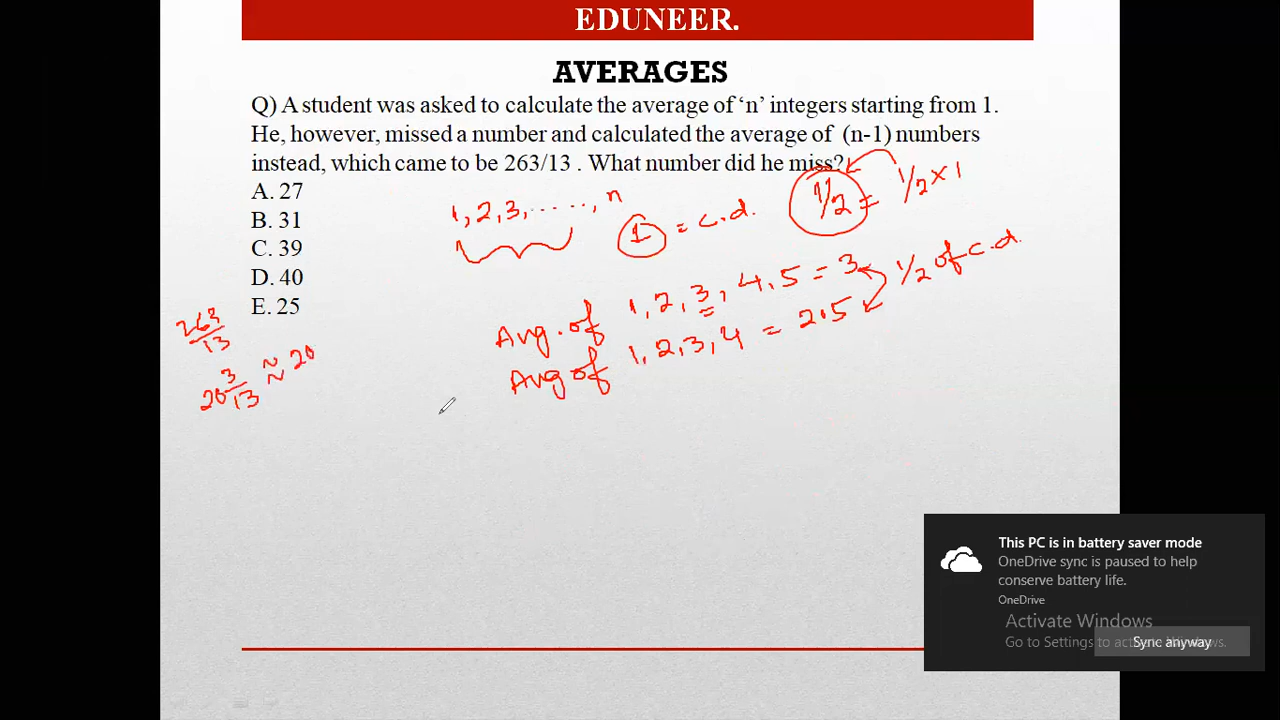 EDUNEER.
AVERAGES
Q) A student was asked to calculate the average of ‘n’ integers starting from 1.
He, however, missed a number and calculated the average of (n-1) numbers
instead, which came to be 263/13 . What number did he miss?
A. 27
B. 31
C. 39
D. 40
E. 25
1, 2, 3, ......, n
1 = c.d.
1/2 = 1/2 × 1
Avg. of 1, 2, 3, 4, 5 = 3
1/2 of c.d.
Avg of 1, 2, 3, 4 = 2.5
263/13
20 3/13 ≈ 20
This PC is in battery saver mode
OneDrive sync is paused to help
conserve battery life.
OneDrive
Activate Windows
Go to Settings to activate Windows.
Sync anyway